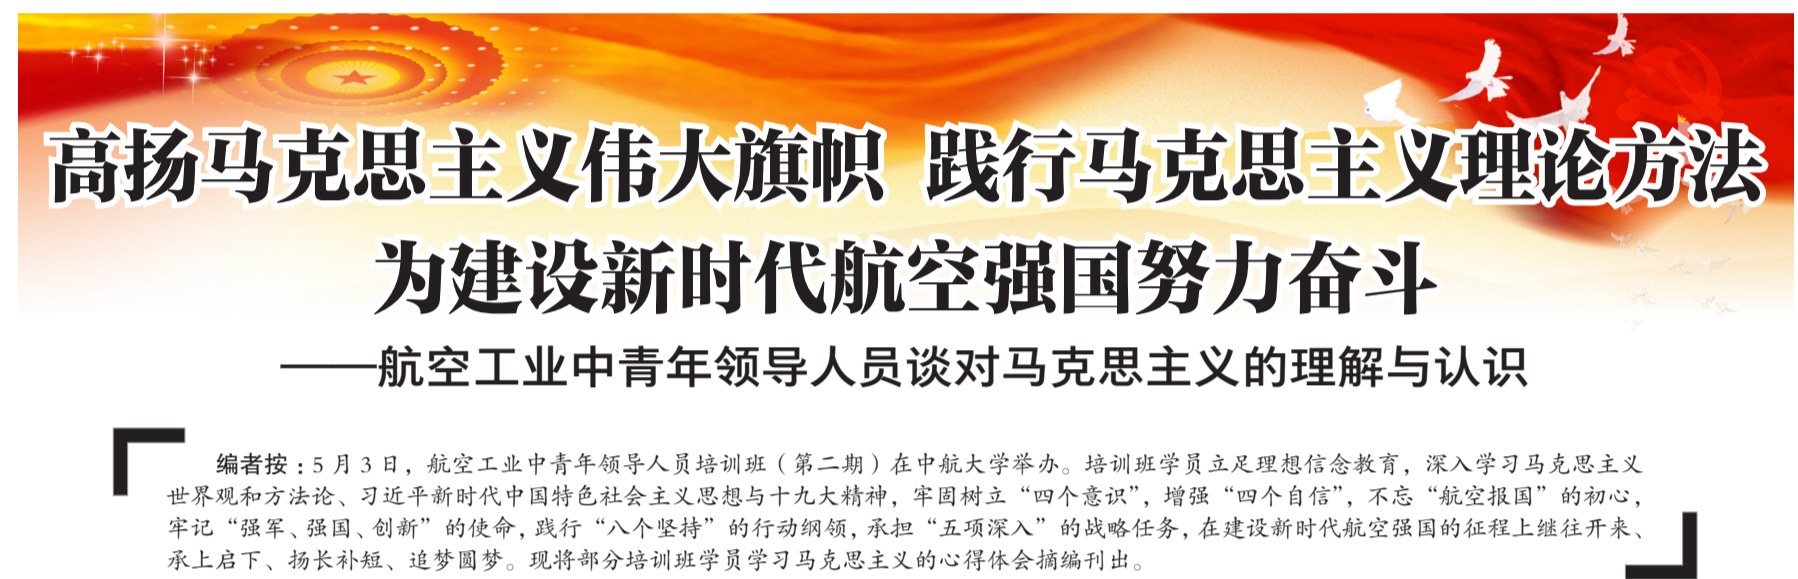 高扬马克思主义伟大旗帜 践行马克思主义理论方法
为建设新时代航空强国努力奋斗
——航空工业中青年领导人员谈对马克思主义的理解与认识
编者按：5月3日，航空工业中青年领导人员培训班（第二期）在中航大学举办。培训班学员立足理想信念教育，深入学习马克思主义
世界观和方法论、习近平新时代中国特色社会主义思想与十九大精神，牢固树立“四个意识”，增强“四个自信”，不忘“航空报国”的初心，
牢记“强军、强国、创新”的使命，践行“八个坚持”的行动纲领，承担“五项深入”的战略任务，在建设新时代航空强国的征程上继往开来、
承上启下、扬长补短、追梦圆梦。现将部分培训班学员学习马克思主义的心得体会摘编刊出。